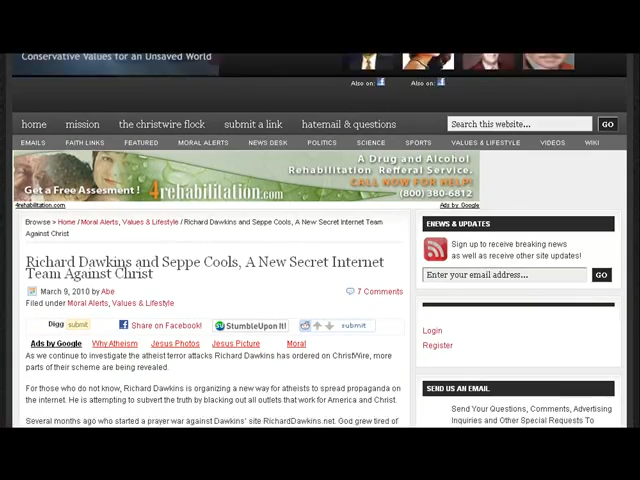 Conservative Values for an Unsaved World
Also on:
Also on:
home mission the christwire flock submit a link hatemail & questions
Search this website...
GO
EMAILS FAITH LINKS FEATURED MORAL ALERTS NEWS DESK POLITICS SCIENCE SPORTS VALUES & LIFESTYLE VIDEOS WIKI
A Drug and Alcohol
Rehabilitation Refferal Service.
CALL NOW FOR HELP!
(800) 380-6812
Get a Free Assesment !
4rehabilitation.com
4rehabilitation.com
Ads by Google
Browse > Home / Moral Alerts, Values & Lifestyle / Richard Dawkins and Seppe Cools, A New Secret Internet Team
Against Christ
Richard Dawkins and Seppe Cools, A New Secret Internet
Team Against Christ
March 9, 2010 by Abe
7 Comments
Filed under Moral Alerts, Values & Lifestyle
Digg submit
Share on Facebook!
StumbleUpon It!
submit
Ads by Google Why Atheism Jesus Photos Jesus Picture Moral
As we continue to investigate the atheist terror attacks Richard Dawkins has ordered on ChristWire, more
parts of their scheme are being revealed.
For those who do not know, Richard Dawkins is organizing a new way for atheists to spread propaganda on
the internet. He is attempting to subvert the truth by blacking out all outlets that work for America and Christ.
Several months ago who started a prayer war against Dawkins' site RichardDawkins.net. God grew tired of
ENEWS & UPDATES
Sign up to receive breaking news
as well as receive other site updates!
Enter your email address...
GO
Login
Register
SEND US AN EMAIL
Send Your Questions, Comments, Advertising
Inquiries and Other Special Requests To